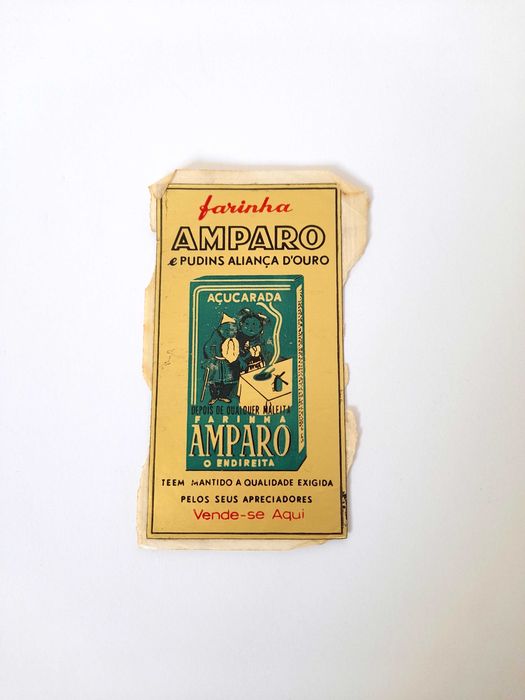 farinha
AMPARO
e PUDINS ALIANÇA D'OURO
AÇUCARADA
DEPOIS DE QUALQUER MALEITA
FARINHA
AMPARO
O ENDIREITA
TEEM MANTIDO A QUALIDADE EXIGIDA
PELOS SEUS APRECIADORES
Vende-se Aqui